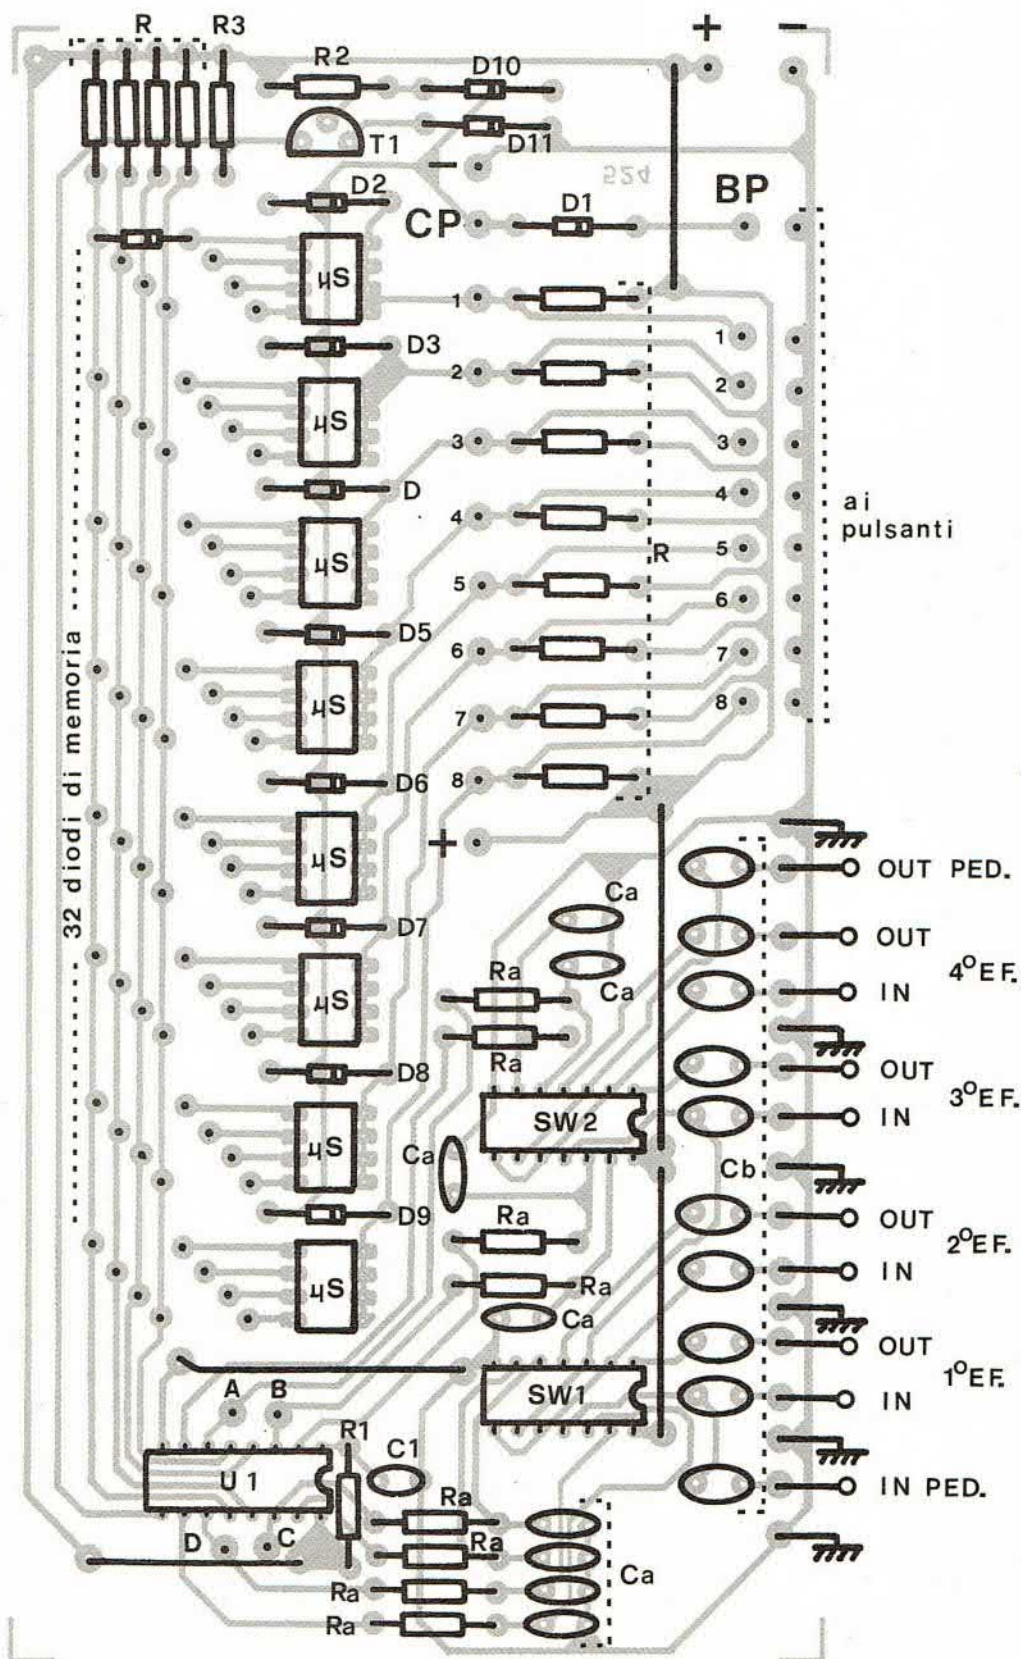 R R3 + -
R2 D10
T1 D11
-
524
D2 CP D1 BP
µS
1
1
D3
2 2
µS
3 3
D
4
4
ai
pulsanti
µS
R
5
5
D5
6
6
7
µS
7
8
D6
8
32 diodi di memoria
+
µS
OUT PED.
Ca
D7
OUT
4°EF.
Ca
Ra
IN
µS
Ra
D8
OUT
3°EF.
SW2
IN
µS
Ca
Cb
D9
Ra
OUT
2°EF.
IN
Ra
µS
Ca
OUT
1°EF.
A B
SW1
IN
R1
C1
U1
IN PED.
Ra
D C
Ra
Ca
Ra
Ra